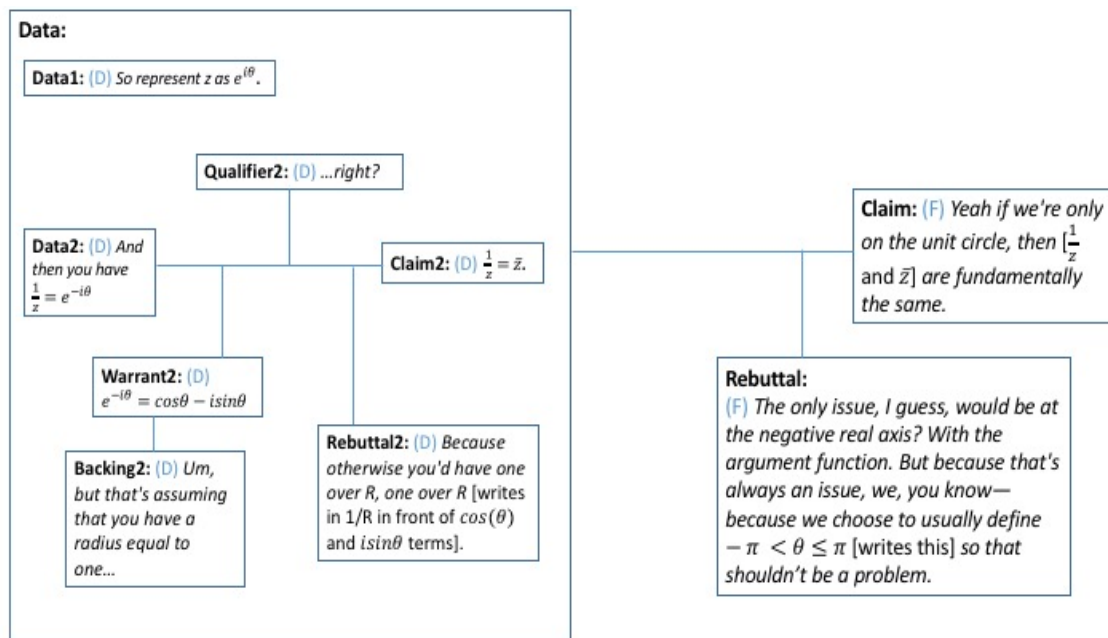 Data:
Data1: (D) So represent z as e^{iθ}.
Qualifier2: (D) ...right?
Data2: (D) And
then you have
1/z = e^{-iθ}
Claim2: (D) 1/z = z̄.
Warrant2: (D)
e^{-iθ} = cosθ − isinθ
Backing2: (D) Um,
but that's assuming
that you have a
radius equal to
one...
Rebuttal2: (D) Because
otherwise you'd have one
over R, one over R [writes
in 1/R in front of cos(θ)
and isinθ terms].
Claim: (F) Yeah if we're only
on the unit circle, then [1/z
and z̄] are fundamentally
the same.
Rebuttal:
(F) The only issue, I guess, would be at
the negative real axis? With the
argument function. But because that's
always an issue, we, you know—
because we choose to usually define
− π < θ ≤ π [writes this] so that
shouldn't be a problem.